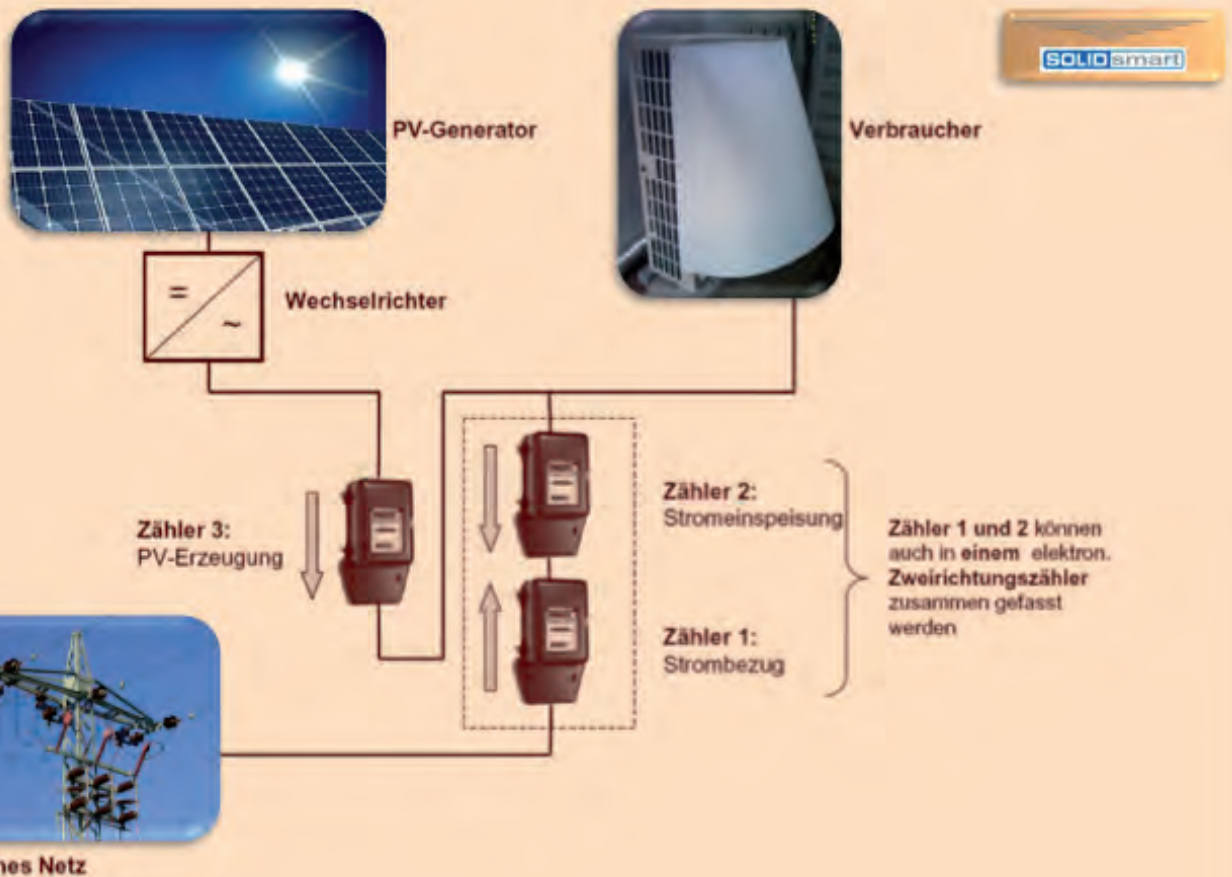 SOLIDsmart
PV-Generator
Verbraucher
=
~
Wechselrichter
Zähler 3:
PV-Erzeugung
Zähler 2:
Stromeinspeisung
Zähler 1:
Strombezug
Zähler 1 und 2 können
auch in einem elektron.
Zweirichtungszähler
zusammen gefasst
werden
Netz